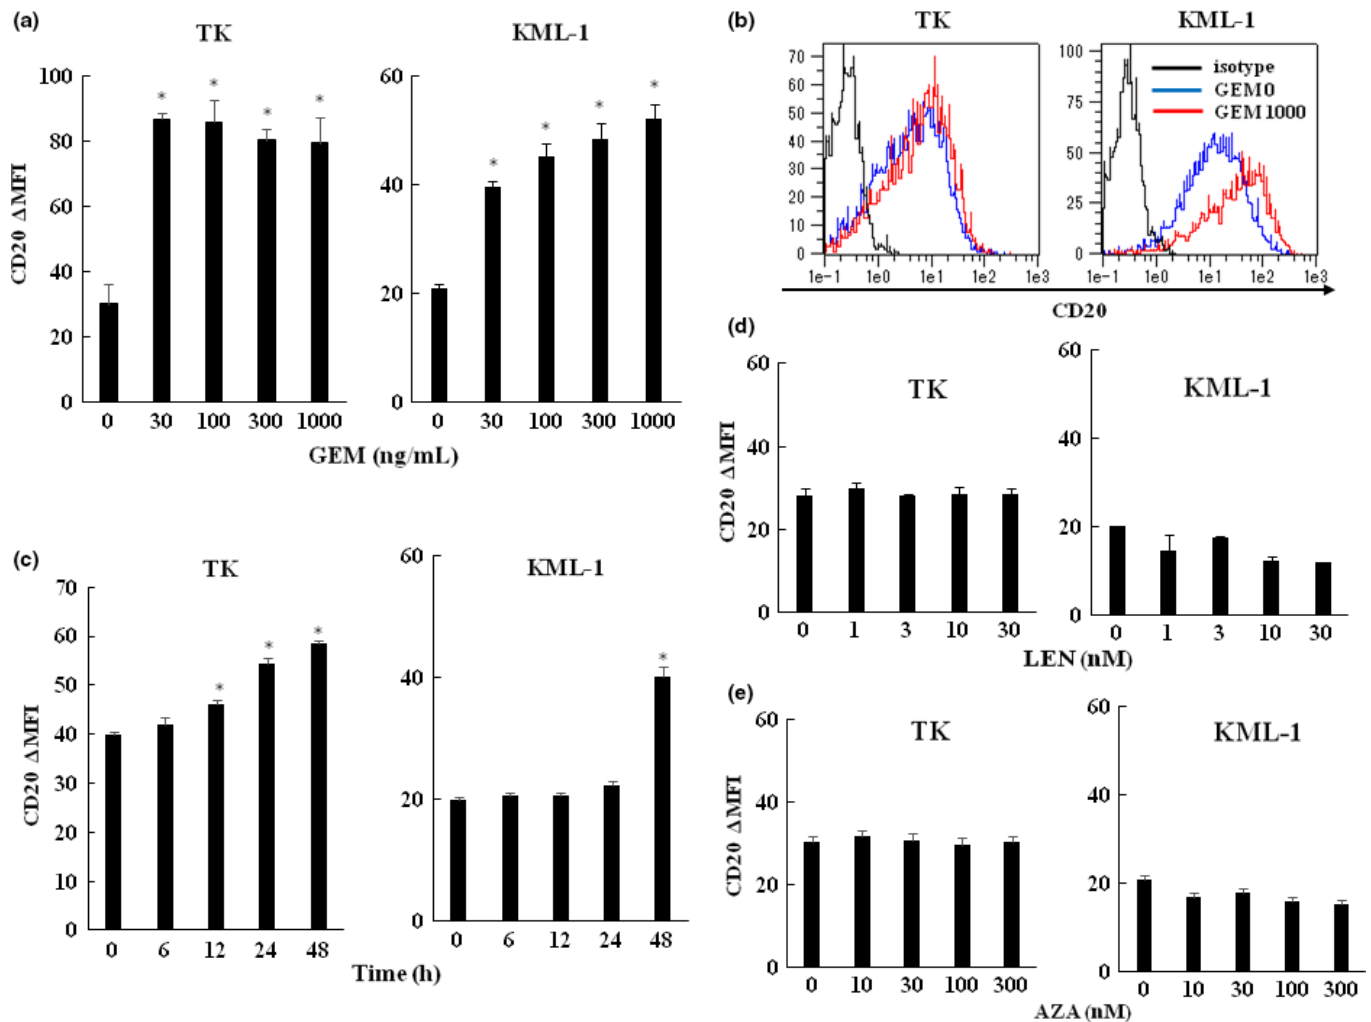 (a)
TK
KML-1
100
80
60
40
20
0
CD20 ΔMFI
* * * *
0 30 100 300 1000
60
40
20
0
* * * *
0 30 100 300 1000
GEM (ng/mL)
(b)
TK
KML-1
70
60
50
40
30
20
10
0
1e-1 1e0 1e1 1e2 1e3
100
75
50
25
0
isotype
GEM 0
GEM 1000
1e-1 1e0 1e1 1e2 1e3
CD20
(c)
TK
KML-1
70
60
50
40
30
20
10
0
CD20 ΔMFI
* * *
0 6 12 24 48
60
40
20
0
*
0 6 12 24 48
Time (h)
(d)
TK
KML-1
60
40
20
0
CD20 ΔMFI
0 1 3 10 30
60
40
20
0
0 1 3 10 30
LEN (nM)
(e)
TK
KML-1
60
40
20
0
CD20 ΔMFI
0 10 30 100 300
60
40
20
0
0 10 30 100 300
AZA (nM)